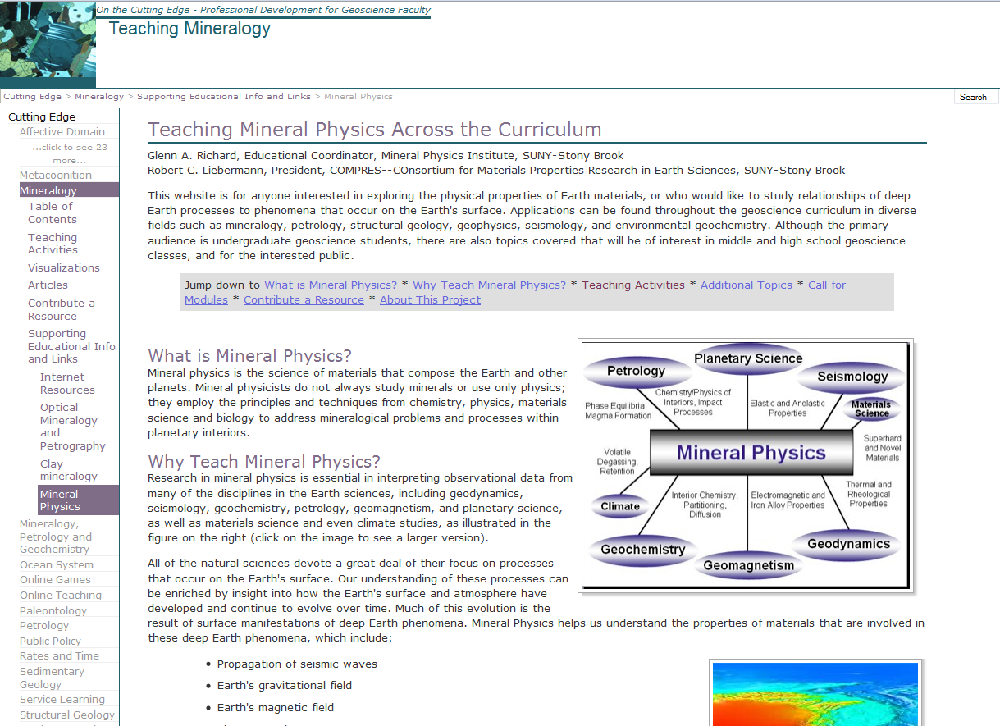 On the Cutting Edge - Professional Development for Geoscience Faculty
Teaching Mineralogy
Cutting Edge > Mineralogy > Supporting Educational Info and Links > Mineral Physics
Search
Cutting Edge
Affective Domain
...click to see 23
more...
Metacognition
Mineralogy
Table of
Contents
Teaching
Activities
Visualizations
Articles
Contribute a
Resource
Supporting
Educational Info
and Links
Internet
Resources
Optical
Mineralogy
and
Petrography
Clay
mineralogy
Mineral
Physics
Mineralogy,
Petrology and
Geochemistry
Ocean System
Online Games
Online Teaching
Paleontology
Petrology
Public Policy
Rates and Time
Sedimentary
Geology
Service Learning
Structural Geology
Teaching Mineral Physics Across the Curriculum
Glenn A. Richard, Educational Coordinator, Mineral Physics Institute, SUNY-Stony Brook
Robert C. Liebermann, President, COMPRES--COnsortium for Materials Properties Research in Earth Sciences, SUNY-Stony Brook
This website is for anyone interested in exploring the physical properties of Earth materials, or who would like to study relationships of deep
Earth processes to phenomena that occur on the Earth's surface. Applications can be found throughout the geoscience curriculum in diverse
fields such as mineralogy, petrology, structural geology, geophysics, seismology, and environmental geochemistry. Although the primary
audience is undergraduate geoscience students, there are also topics covered that will be of interest in middle and high school geoscience
classes, and for the interested public.
Jump down to What is Mineral Physics? * Why Teach Mineral Physics? * Teaching Activities * Additional Topics * Call for
Modules * Contribute a Resource * About This Project
What is Mineral Physics?
Mineral physics is the science of materials that compose the Earth and other
planets. Mineral physicists do not always study minerals or use only physics;
they employ the principles and techniques from chemistry, physics, materials
science and biology to address mineralogical problems and processes within
planetary interiors.
Why Teach Mineral Physics?
Research in mineral physics is essential in interpreting observational data from
many of the disciplines in the Earth sciences, including geodynamics,
seismology, geochemistry, petrology, geomagnetism, and planetary science,
as well as materials science and even climate studies, as illustrated in the
figure on the right (click on the image to see a larger version).
All of the natural sciences devote a great deal of their focus on processes
that occur on the Earth's surface. Our understanding of these processes can
be enriched by insight into how the Earth's surface and atmosphere have
developed and continue to evolve over time. Much of this evolution is the
result of surface manifestations of deep Earth phenomena. Mineral Physics helps us understand the properties of materials that are involved in
these deep Earth phenomena, which include:
• Propagation of seismic waves
• Earth's gravitational field
• Earth's magnetic field
Petrology
Planetary Science
Seismology
Materials
Science
Phase Equilibria,
Magma Formation
Chemistry/Physics of
Interiors, Impact
Processes
Elastic and Anelastic
Properties
Superhard
and Novel
Materials
Mineral Physics
Volatile
Degassing,
Retention
Interior Chemistry,
Partitioning,
Diffusion
Electromagnetic and
Iron Alloy Properties
Thermal and
Rheological
Properties
Climate
Geochemistry
Geomagnetism
Geodynamics